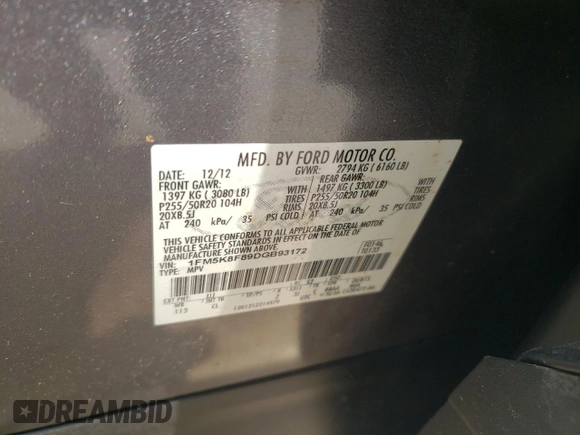 MFD. BY FORD MOTOR CO.
DATE: 12/12 GVWR: 2794 KG (6160 LB)
FRONT GAWR: REAR GAWR:
1397 KG (3080 LB) WITH 1497 KG (3300 LB) WITH
P255/50R20 104H TIRES P255/50R20 104H TIRES
20X8.5J RIMS 20X8.5J RIMS
AT 240 kPa/ 35 PSI COLD AT 240 kPa/ 35 PSI COLD
THIS VEHICLE CONFORMS TO ALL APPLICABLE FEDERAL MOTOR
VEHICLE SAFETY AND BUMPER STANDARDS IN EFFECT ON THE DATE OF
MANUFACTURE SHOWN ABOVE.
VIN: 1FM5K8F89DGB93172
TYPE: MPV
113
DREAMBID